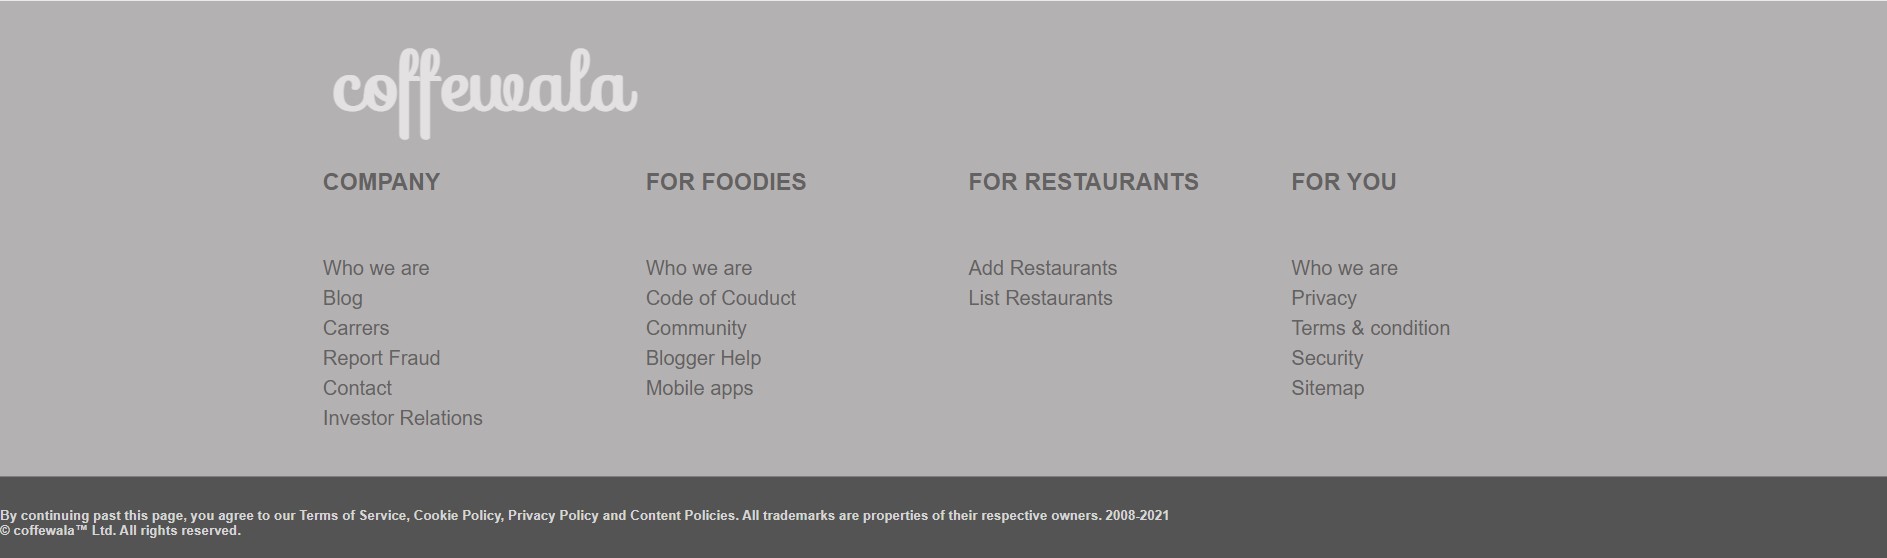 coffewala
COMPANY
Who we are
Blog
Carrers
Report Fraud
Contact
Investor Relations
FOR FOODIES
Who we are
Code of Couduct
Community
Blogger Help
Mobile apps
FOR RESTAURANTS
Add Restaurants
List Restaurants
FOR YOU
Who we are
Privacy
Terms & condition
Security
Sitemap
By continuing past this page, you agree to our Terms of Service, Cookie Policy, Privacy Policy and Content Policies. All trademarks are properties of their respective owners. 2008-2021
© coffewala™ Ltd. All rights reserved.